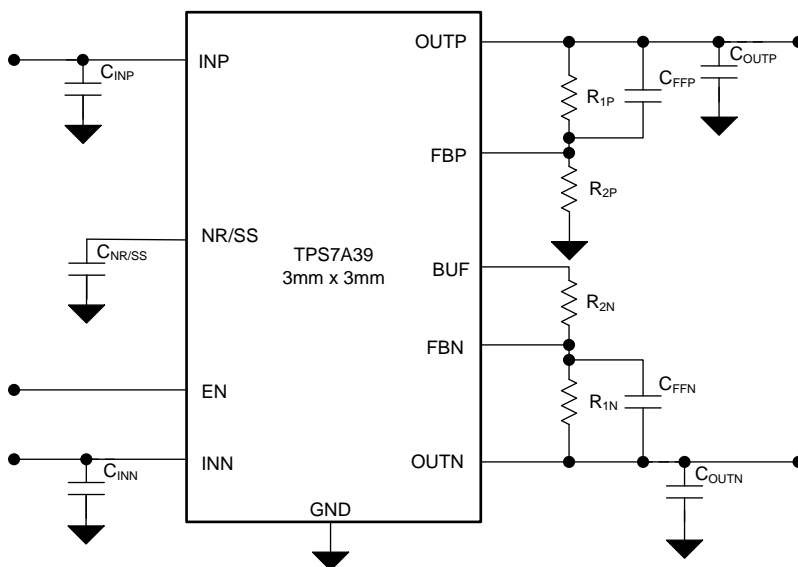 OUTP
INP
C_INP
C_FFP
C_OUTP
R_1P
FBP
R_2P
NR/SS
C_NR/SS
TPS7A39
3mm x 3mm
BUF
R_2N
FBN
EN
C_FFN
R_1N
INN
C_INN
OUTN
C_OUTN
GND